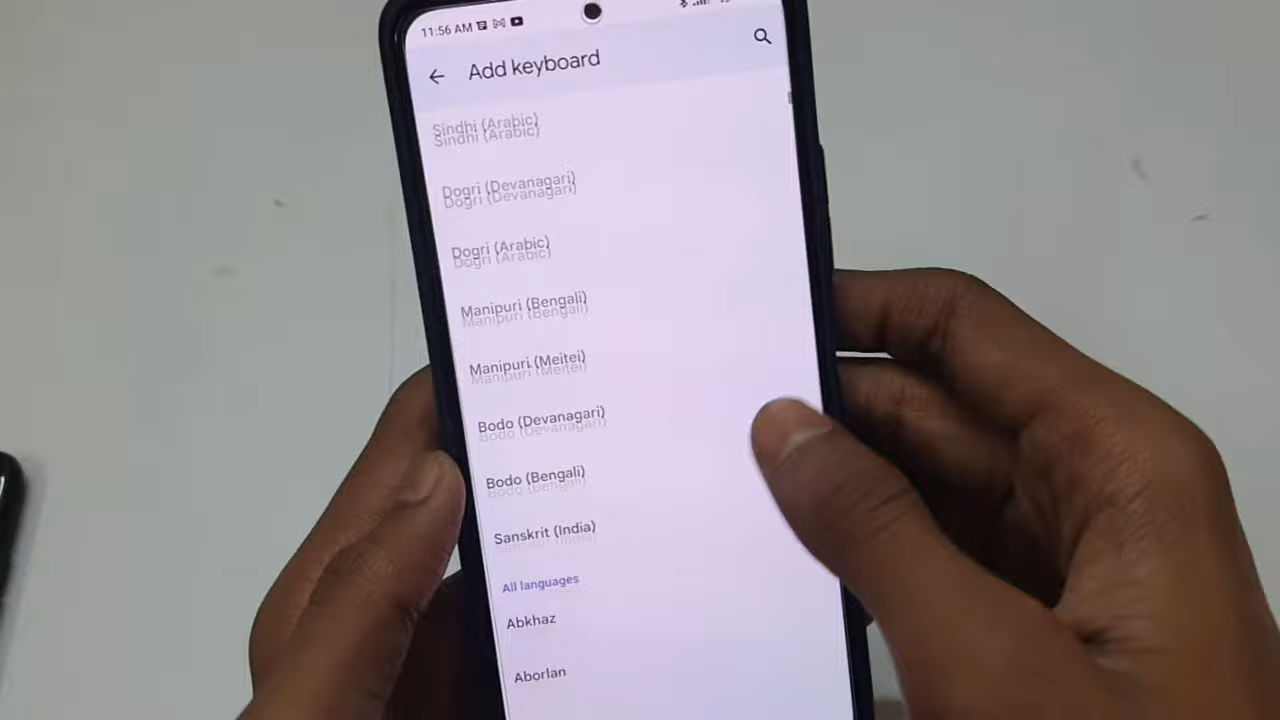 11:56 AM
Add keyboard
Sindhi (Arabic)
Dogri (Devanagari)
Dogri (Arabic)
Manipuri (Bengali)
Manipuri (Meitei)
Bodo (Devanagari)
Bodo (Bengali)
Sanskrit (India)
All languages
Abkhaz
Aborlan